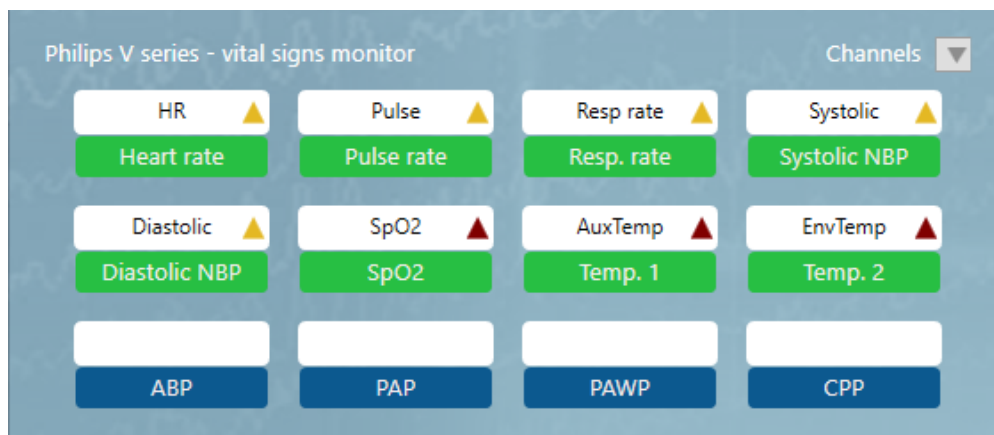 Philips V series - vital signs monitor Channels
HR Pulse Resp rate Systolic
Heart rate Pulse rate Resp. rate Systolic NBP
Diastolic SpO2 AuxTemp EnvTemp
Diastolic NBP SpO2 Temp. 1 Temp. 2
ABP PAP PAWP CPP